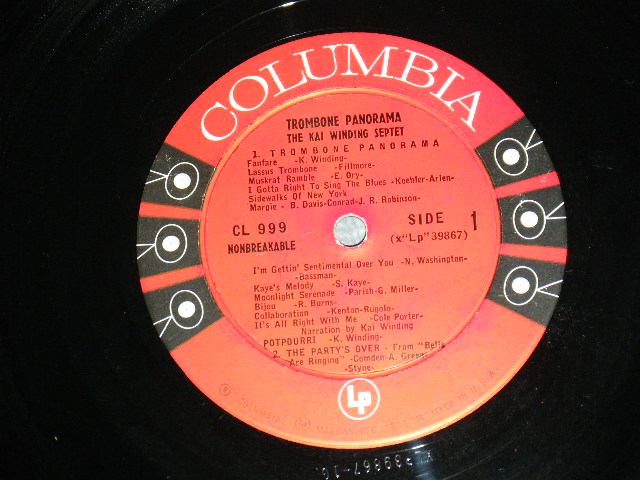 COLUMBIA
TROMBONE PANORAMA
THE KAI WINDING SEPTET
1. TROMBONE PANORAMA
Fanfare -K. Winding-
Lassus Trombone -Fillmore-
Muskrat Ramble -E. Ory-
I Gotta Right To Sing The Blues -Koehler-Arlen-
Sidewalks Of New York
Margie - B. Davis-Conrad-J. R. Robinson-
CL 999
NONBREAKABLE
SIDE 1
(x"Lp" 39867)
I'm Gettin' Sentimental Over You -N. Washington-
-Bassman-
Kaye's Melody -S. Kaye-
Moonlight Serenade -Parish-G. Miller-
Bijou -R. Burns-
Collaboration -Kenton-Rugolo-
It's All Right With Me -Cole Porter-
Narration by Kai Winding
POTPOURRI -K. Winding-
2. THE PARTY'S OVER - From "Bells
Are Ringing" -Comden-A. Green-
-Styne-
Lp
COLUMBIA